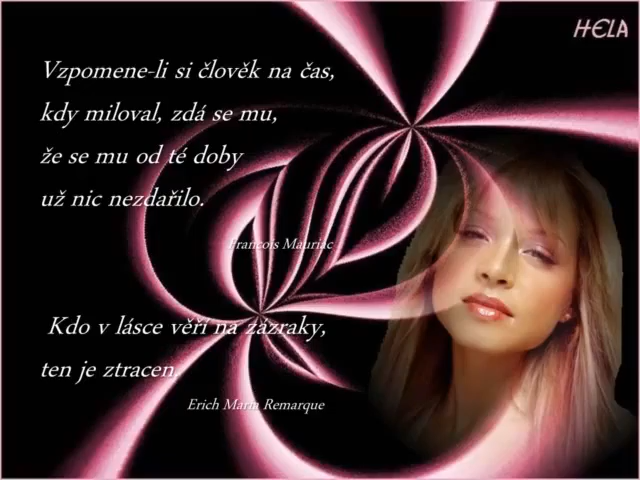 HELA
Vzpomene-li si člověk na čas,
kdy miloval, zdá se mu,
že se mu od té doby
už nic nezdařilo.
Francois Mauriac
Kdo v lásce věří na zázraky,
ten je ztracen.
Erich Maria Remarque